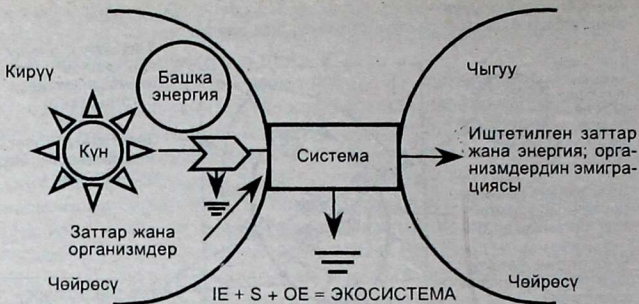 Кирүү
Башка
энергия
Чыгуу
Күн
Система
Иштетилген заттар
жана энергия; орга-
низмдердин эмигра-
циясы
Заттар жана
организмдер
Чөйрөсү
IE + S + OE = ЭКОСИСТЕМА
Чөйрөсү